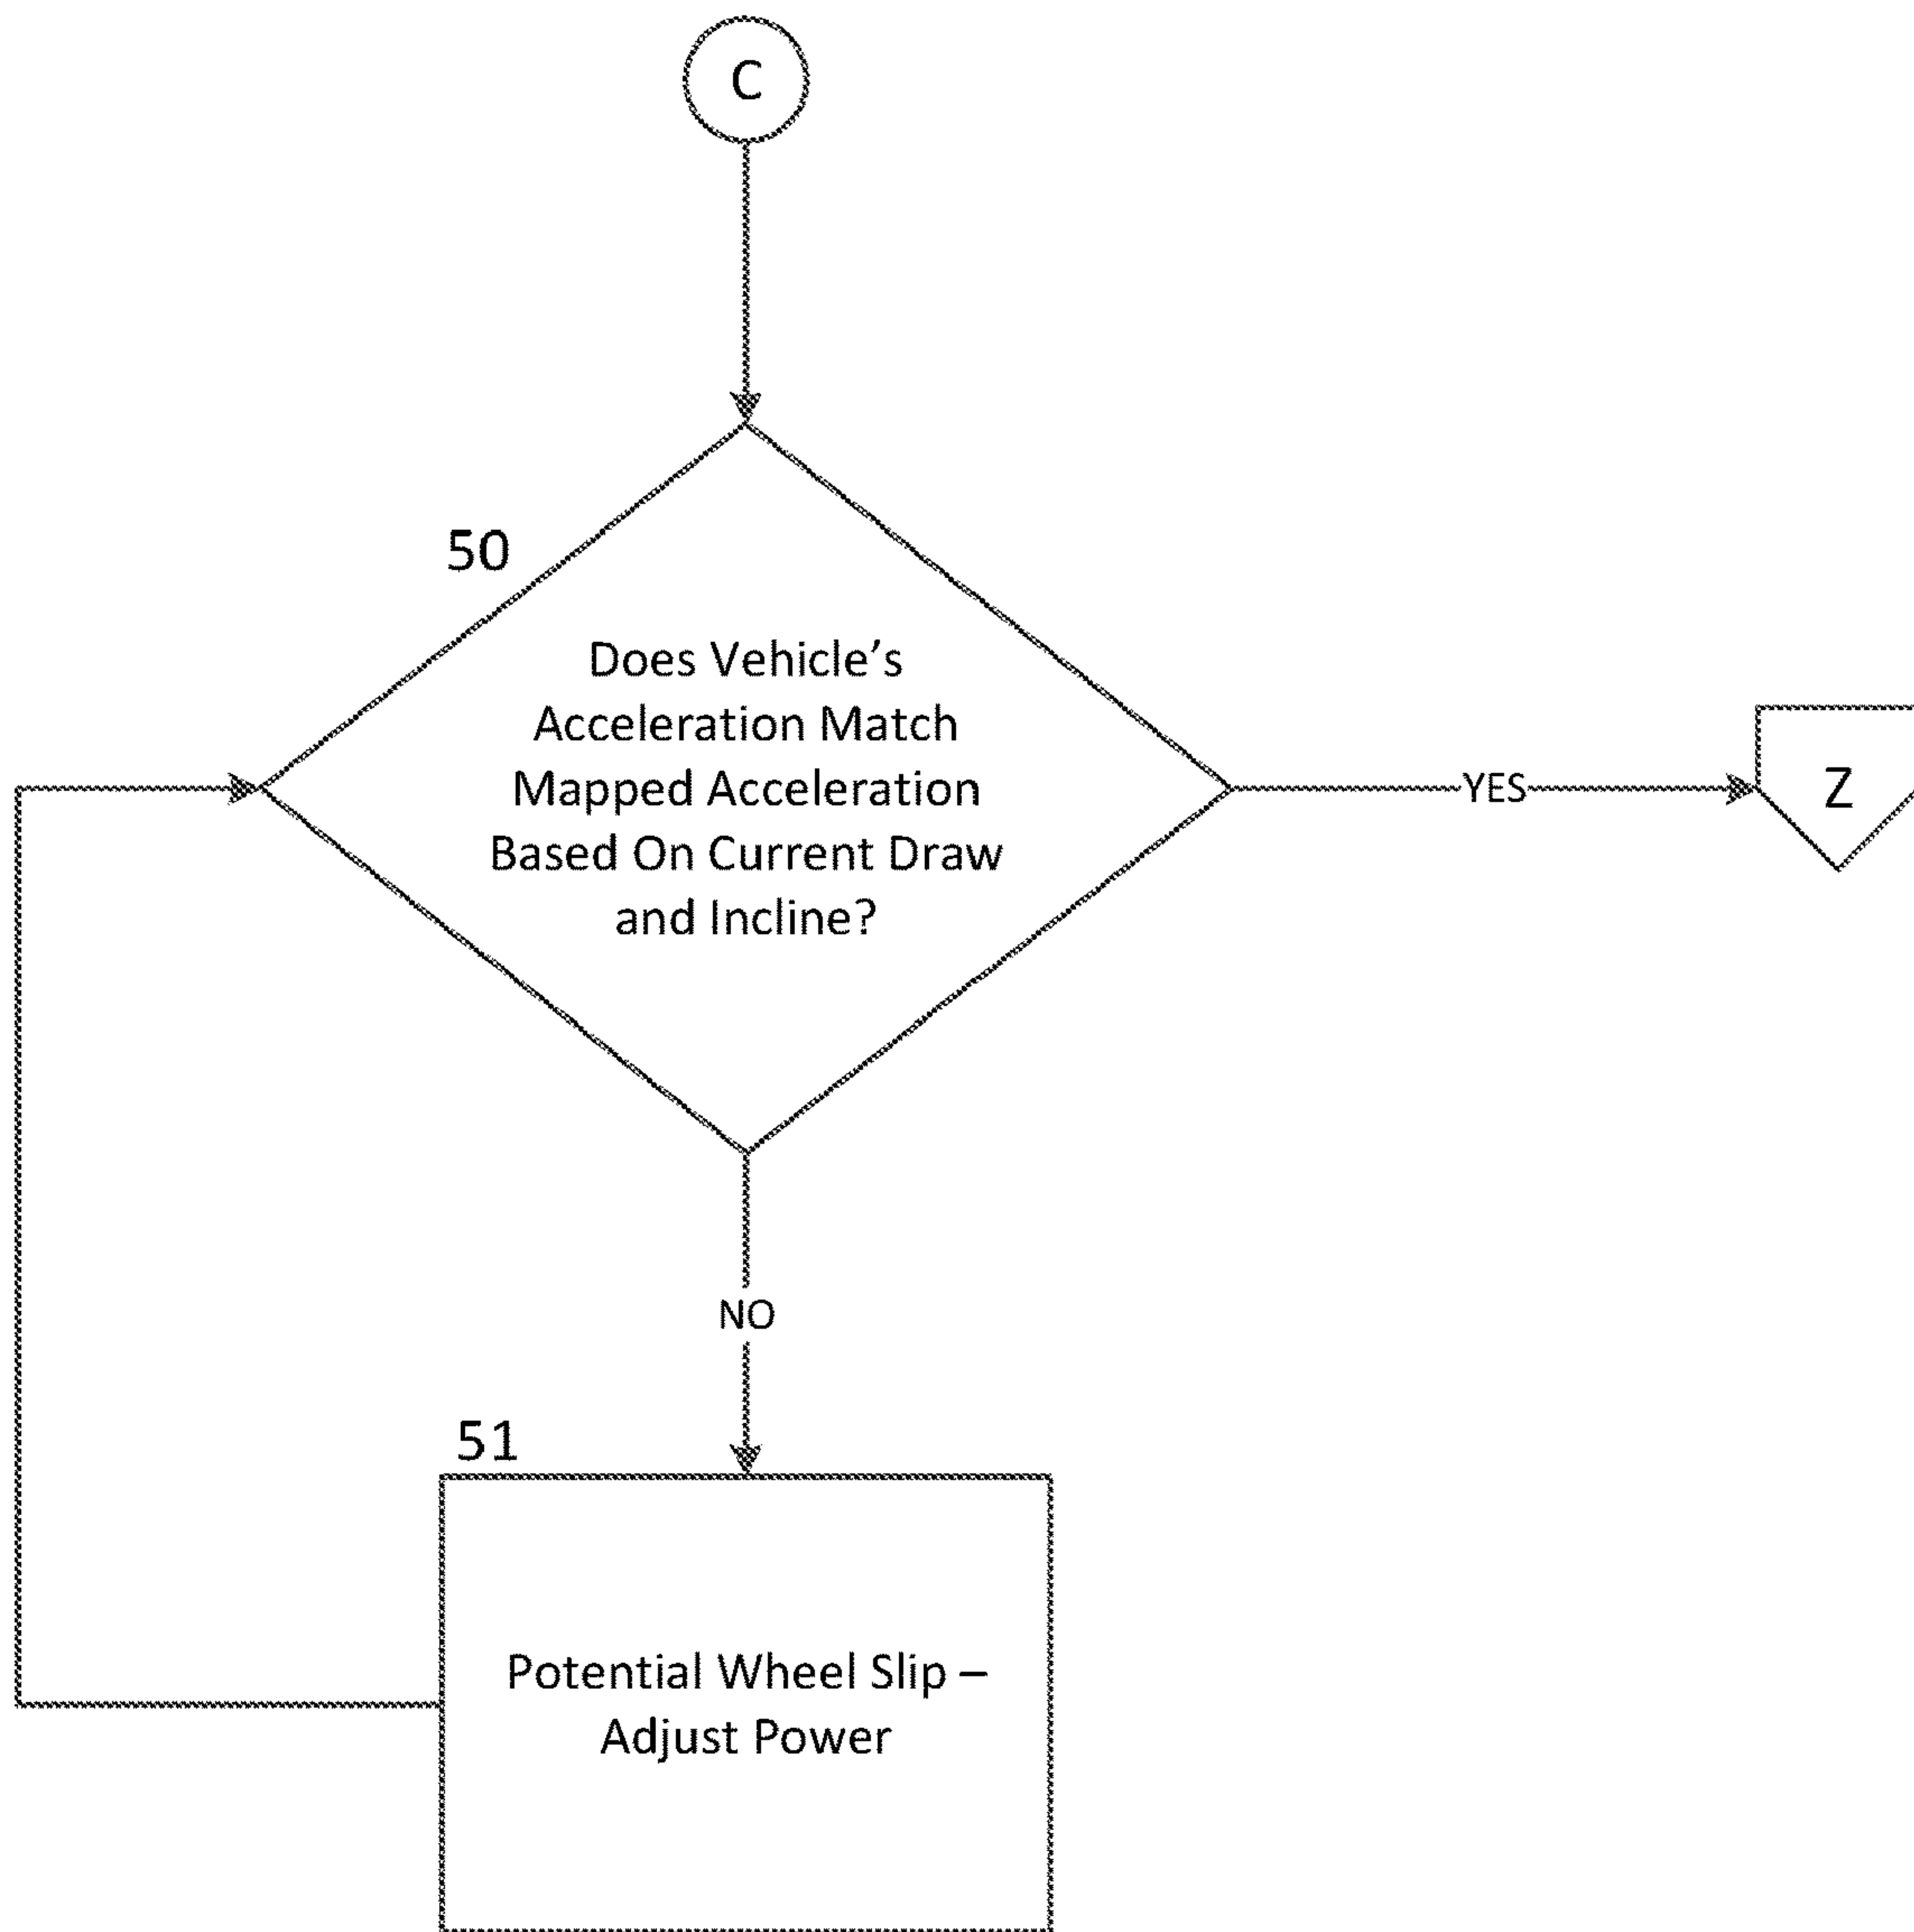 C
50
Does Vehicle’s
Acceleration Match
Mapped Acceleration
Based On Current Draw
and Incline?
YES
Z
NO
51
Potential Wheel Slip –
Adjust Power